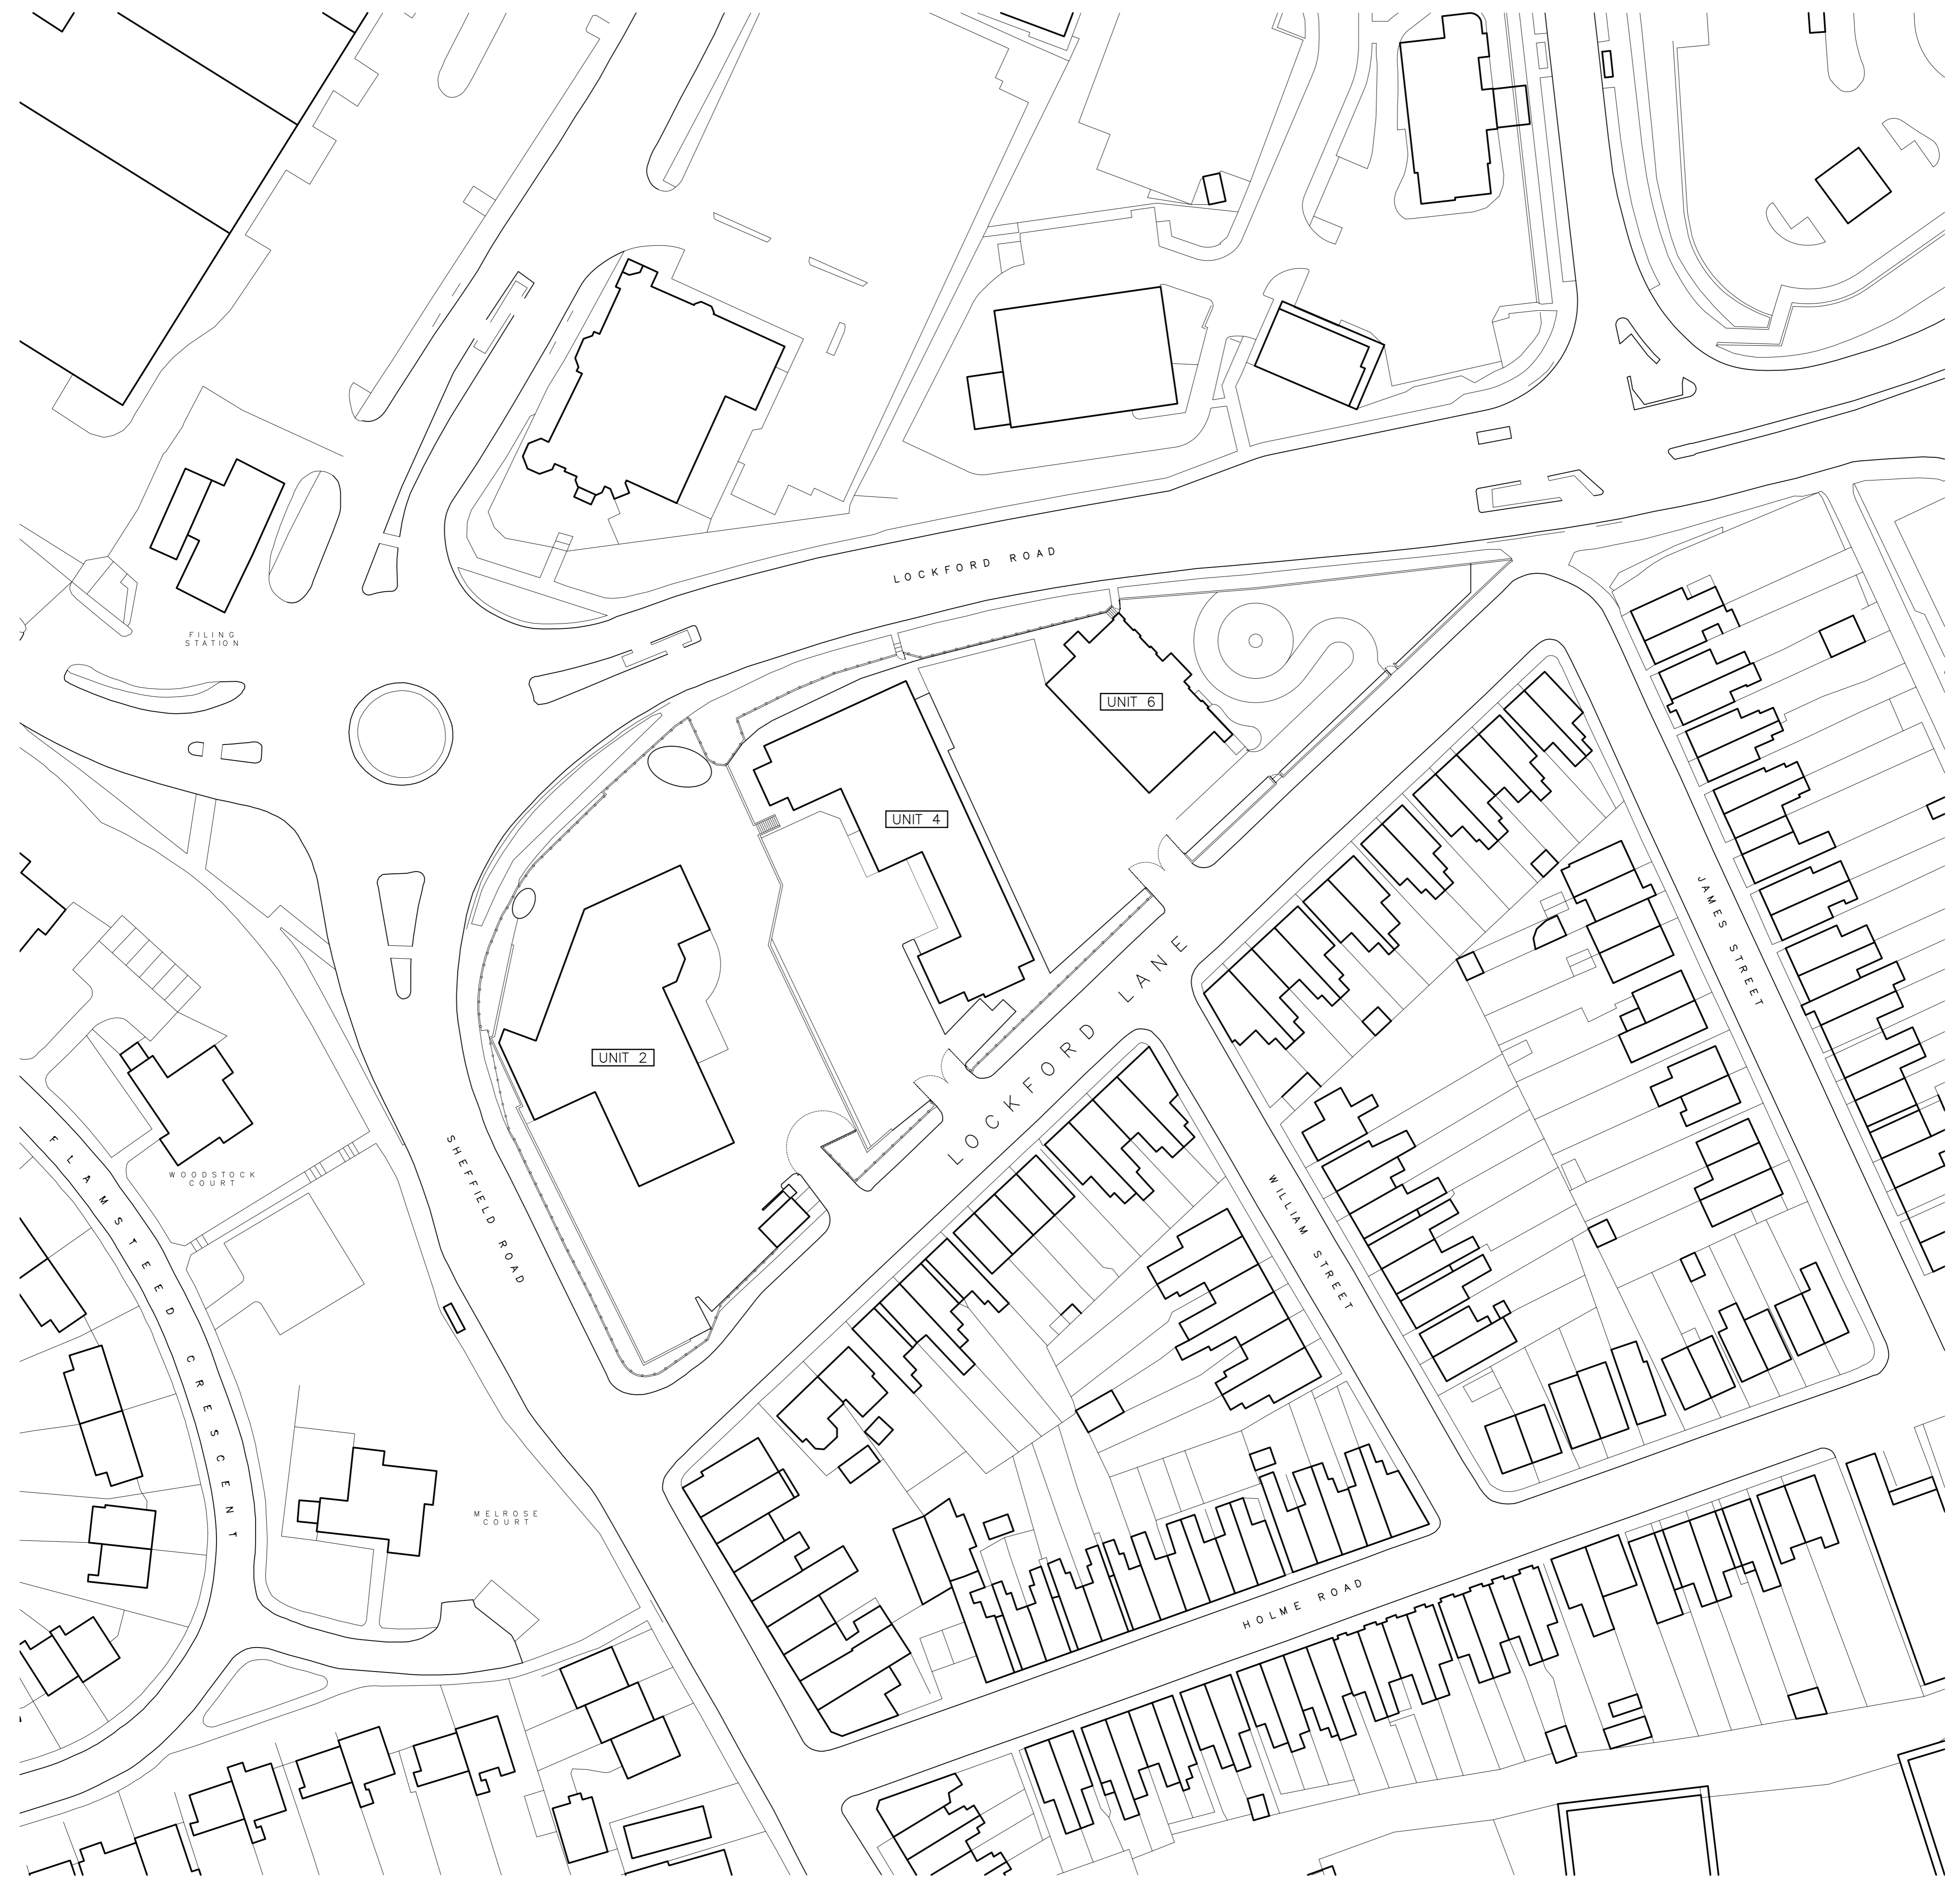 LOCKFORD ROAD
FILING
STATION
UNIT 6
UNIT 4
JAMES STREET
LOCKFORD LANE
UNIT 2
SHEFFIELD ROAD
FLAMSTEED CRESCENT
WOODSTOCK
COURT
WILLIAM STREET
MELROSE
COURT
HOLME ROAD